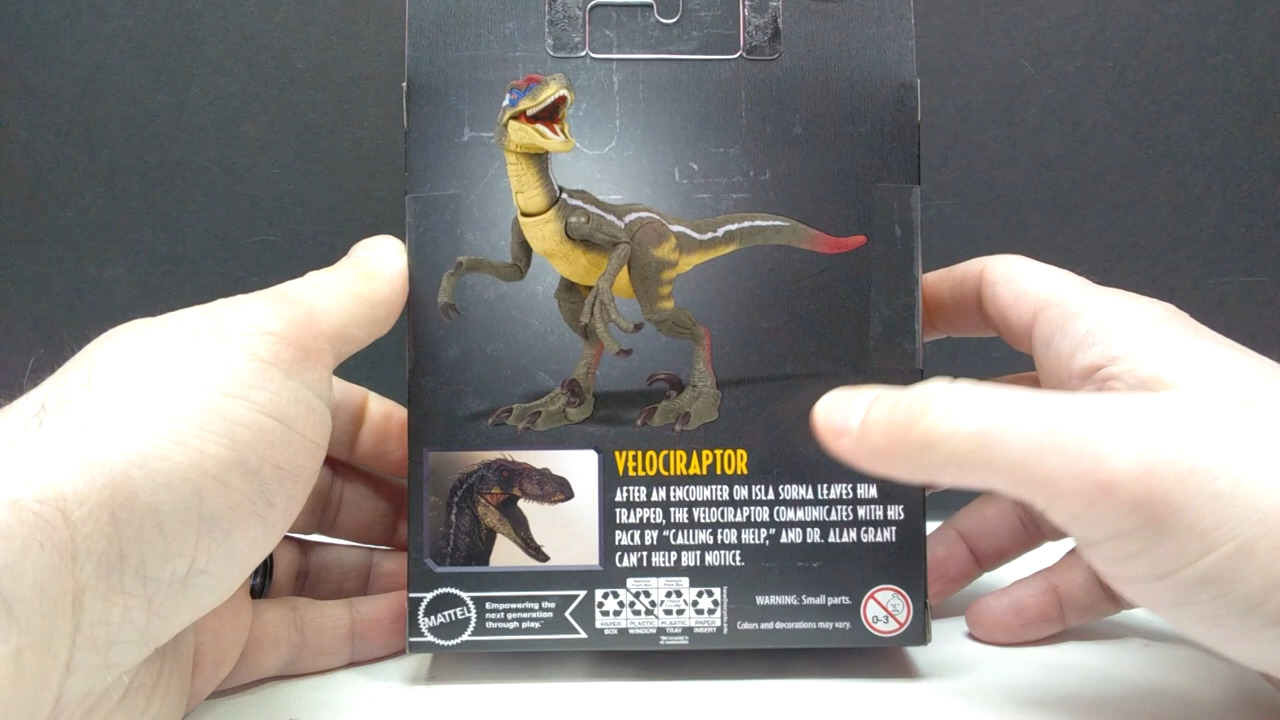 VELOCIRAPTOR
AFTER AN ENCOUNTER ON ISLA SORNA LEAVES HIM
TRAPPED, THE VELOCIRAPTOR COMMUNICATES WITH HIS
PACK BY “CALLING FOR HELP,” AND DR. ALAN GRANT
CAN’T HELP BUT NOTICE.
MATTEL
Empowering the
next generation
through play.™
PAPER BOX
PLASTIC WINDOW
PLASTIC TRAY
PAPER INSERT
WARNING: Small parts.
Colors and decorations may vary.
0-3